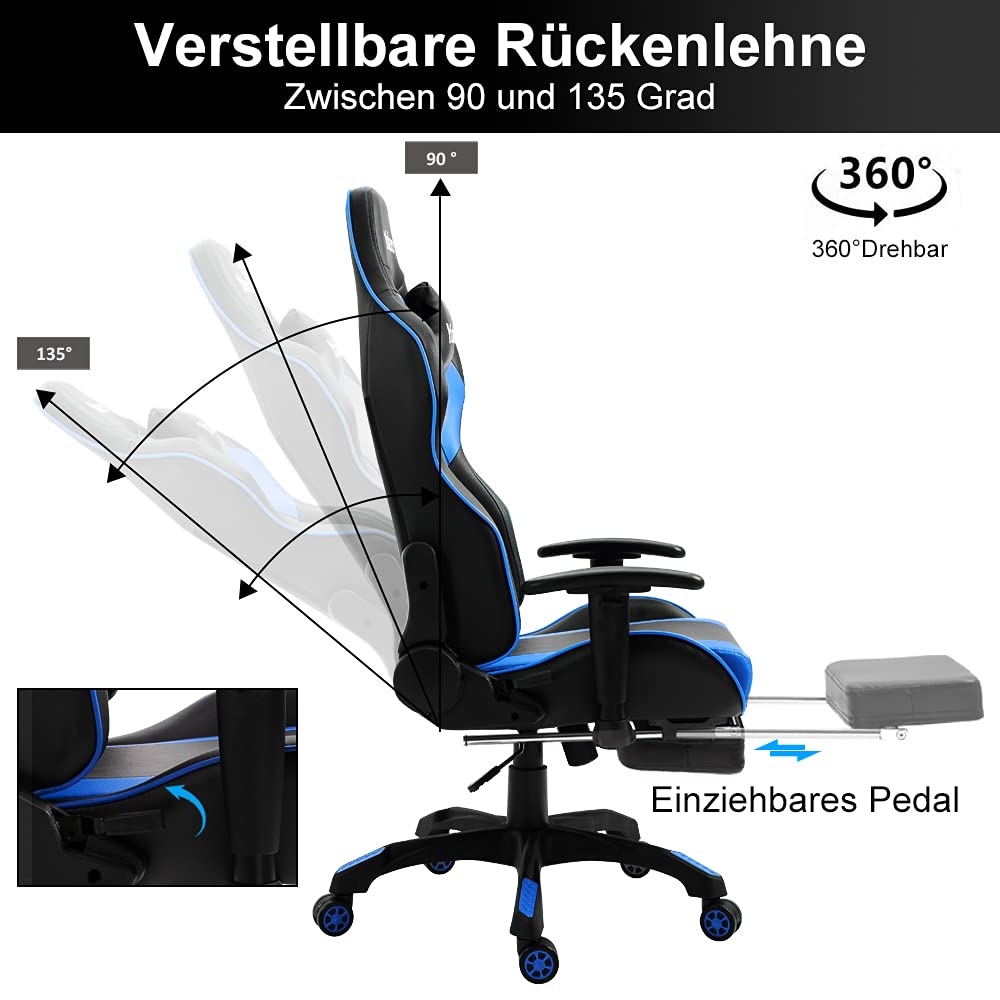 Verstellbare Rückenlehne
Zwischen 90 und 135 Grad
90 °
360°
360°Drehbar
135°
Einziehbares Pedal